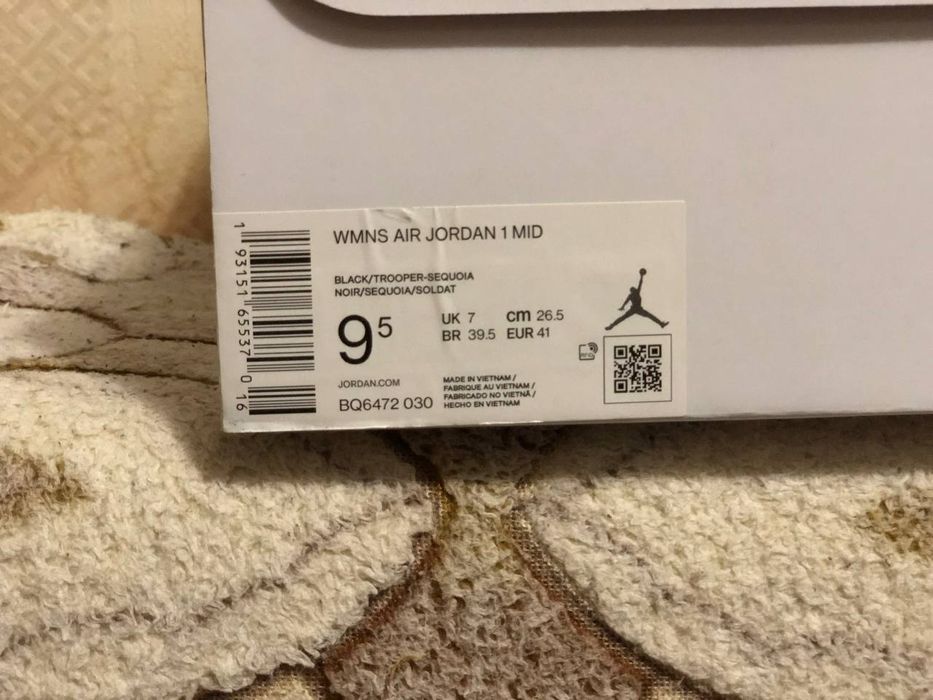 1 93151 65537 0 16
WMNS AIR JORDAN 1 MID
BLACK/TROOPER-SEQUOIA
NOIR/SEQUOIA/SOLDAT
9⁵
UK 7 cm 26.5
BR 39.5 EUR 41
JORDAN.COM
BQ6472 030
MADE IN VIETNAM /
FABRIQUE AU VIETNAM /
FABRICADO NO VIETNÃ /
HECHO EN VIETNAM